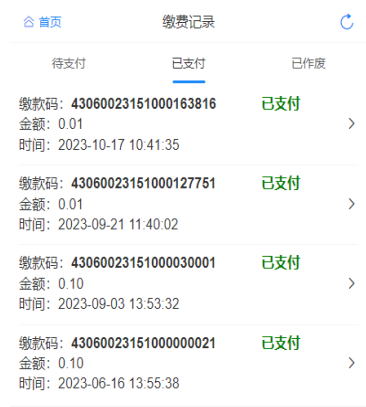 首页 缴费记录
待支付 已支付 已作废
缴款码：43060023151000163816 已支付
金额：0.01
时间：2023-10-17 10:41:35
缴款码：43060023151000127751 已支付
金额：0.01
时间：2023-09-21 11:40:02
缴款码：43060023151000030001 已支付
金额：0.10
时间：2023-09-03 13:53:32
缴款码：43060023151000000021 已支付
金额：0.10
时间：2023-06-16 13:55:38